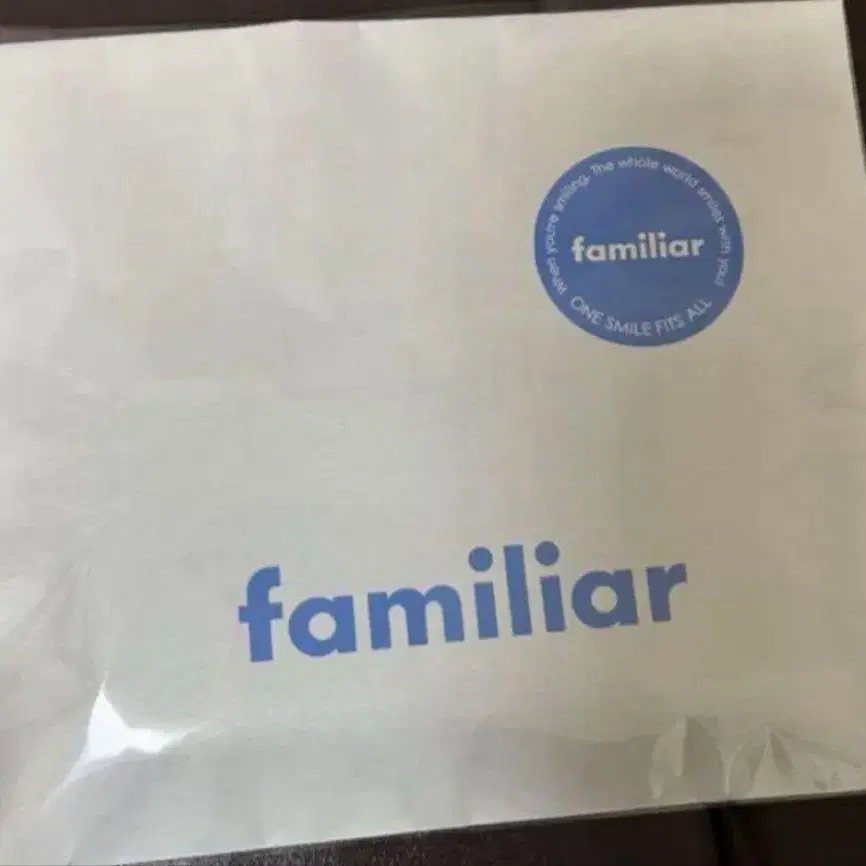 When you're smiling, The whole world smiles with you!
familiar
ONE SMILE FITS ALL
familiar